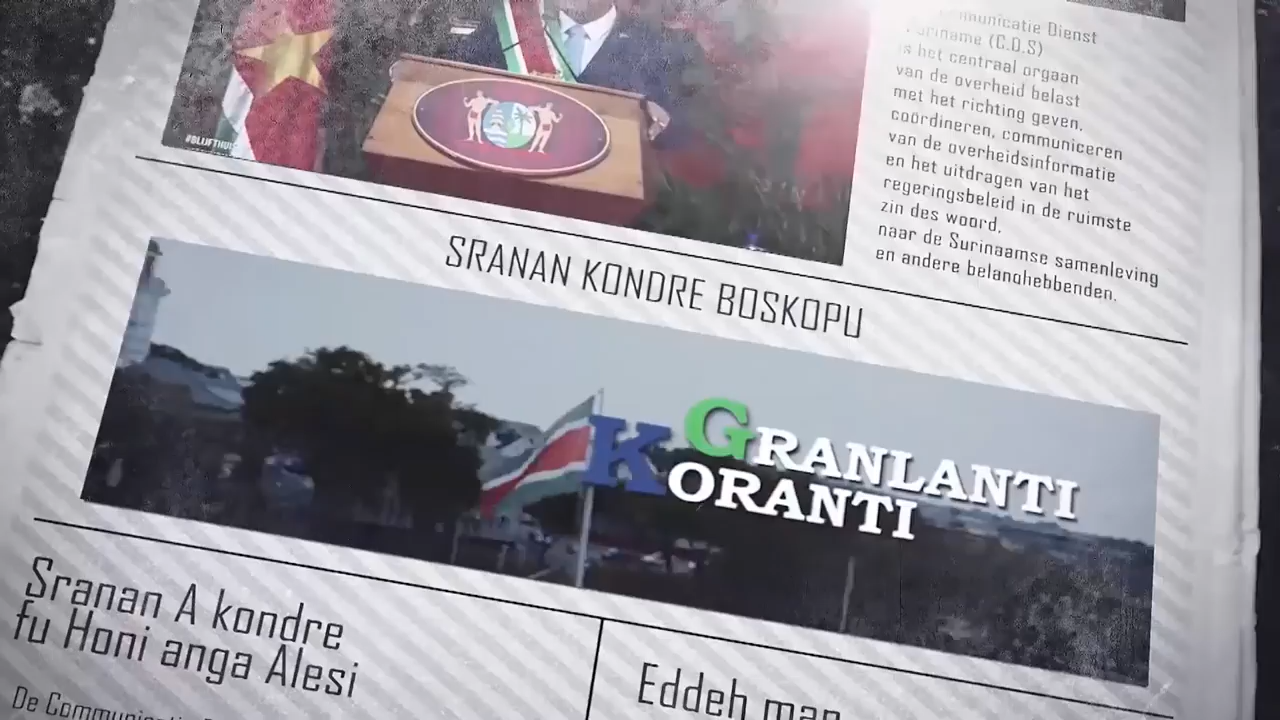 Dienst
(C.D.S)
is het centraal orgaan
van de overheid belast
met het richting geven,
coördineren, communiceren
van de overheidsinformatie
en het uitdragen van het
regeringsbeleid in de ruimste
zin des woord,
naar de Surinaamse samenleving
en andere belanghebbenden.
SRANAN KONDRE BOSKOPU
GRANLANTI
KORANTI
Sranan A kondre
fu Honi anga Alesi
De
Eddeh man